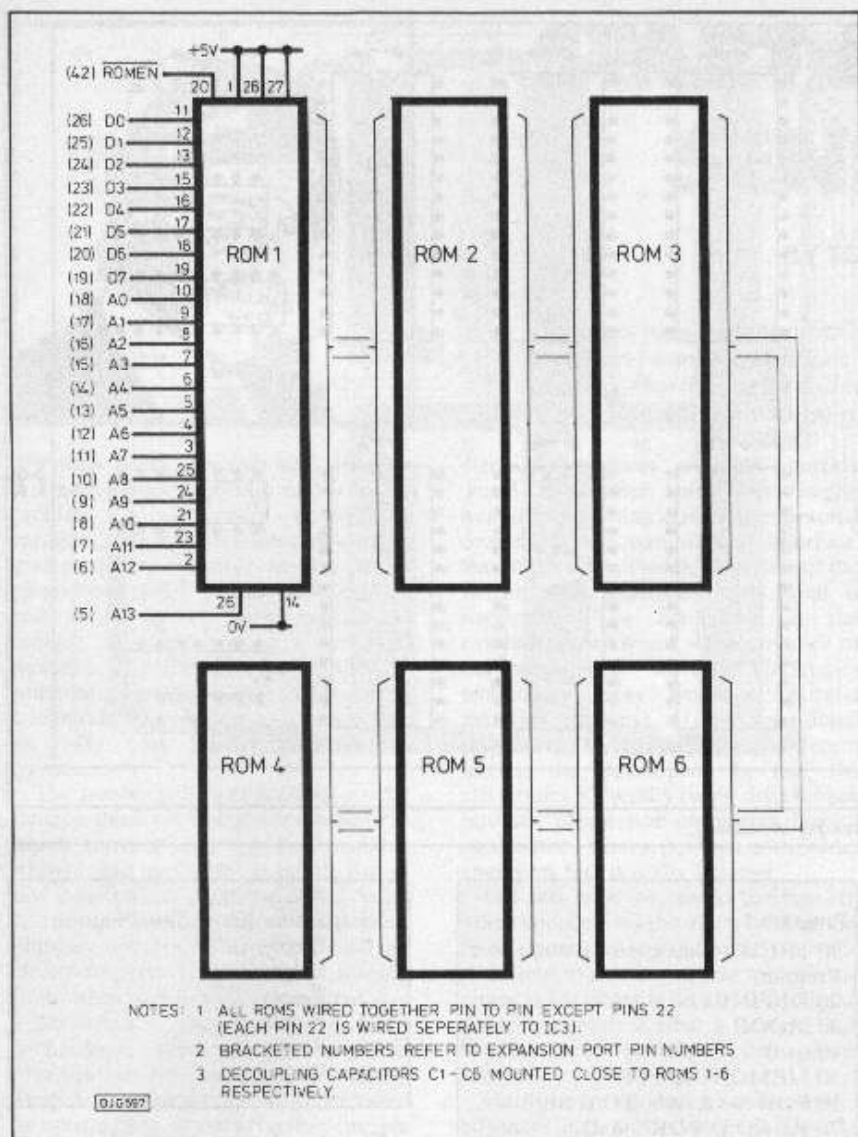 +5V
(42) ROMEN
20 1 28 27
(26) D0 11
(25) D1 12
(24) D2 13
(23) D3 15
(22) D4 16
(21) D5 17
(20) D6 18
(19) D7 19
(18) A0 10
(17) A1 9
(16) A2 8
(15) A3 7
(14) A4 6
(13) A5 5
(12) A6 4
(11) A7 3
(10) A8 25
(9) A9 24
(8) A10 21
(7) A11 23
(6) A12 2
ROM 1
ROM 2
ROM 3
26 14
(5) A13
0V
ROM 4
ROM 5
ROM 6
NOTES: 1 ALL ROMS WIRED TOGETHER PIN TO PIN EXCEPT PINS 22
(EACH PIN 22 IS WIRED SEPERATELY TO IC3).
2 BRACKETED NUMBERS REFER TO EXPANSION PORT PIN NUMBERS
3 DECOUPLING CAPACITORS C1-C6 MOUNTED CLOSE TO ROMS 1-6
RESPECTIVELY